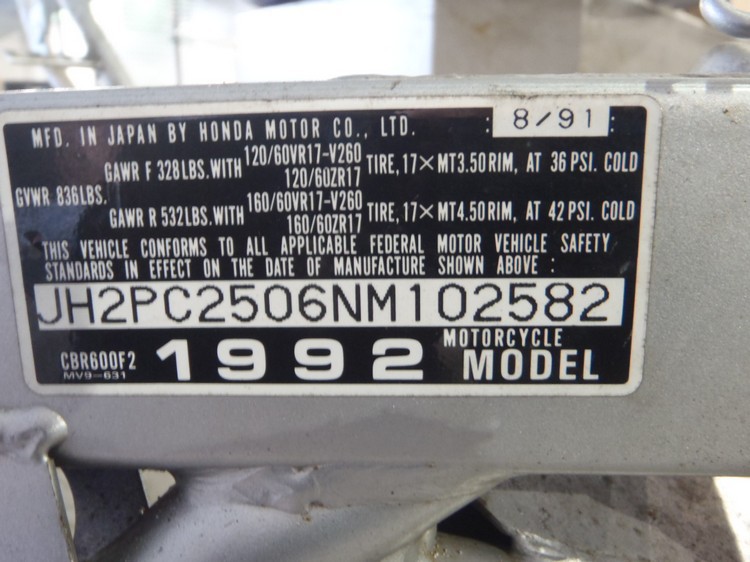 MFD. IN JAPAN BY HONDA MOTOR CO., LTD. : 8/91 :
GAWR F 328LBS. WITH 120/60VR17-V260 TIRE, 17×MT3.50 RIM, AT 36 PSI. COLD
120/60ZR17
GVWR 836LBS.
GAWR R 532LBS. WITH 160/60VR17-V260 TIRE, 17×MT4.50 RIM, AT 42 PSI. COLD
160/60ZR17
THIS VEHICLE CONFORMS TO ALL APPLICABLE FEDERAL MOTOR VEHICLE SAFETY
STANDARDS IN EFFECT ON THE DATE OF MANUFACTURE SHOWN ABOVE :
JH2PC2506NM102582
CBR600F2 1992 MOTORCYCLE
MV9-631 MODEL